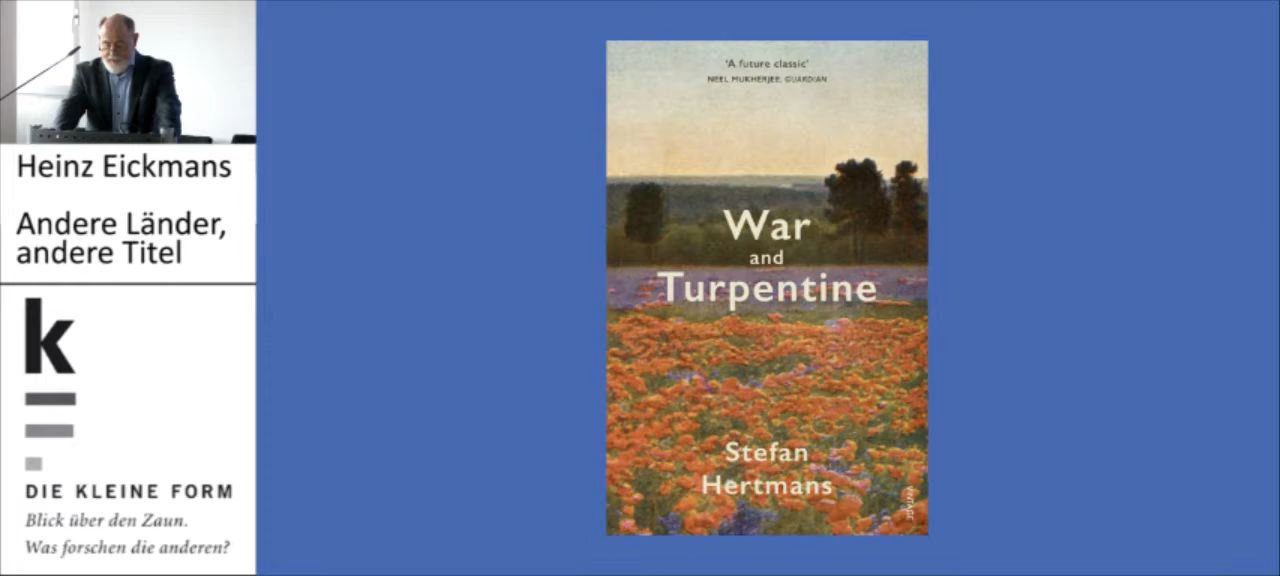 Heinz Eickmans
Andere Länder,
andere Titel
k
DIE KLEINE FORM
Blick über den Zaun.
Was forschen die anderen?
'A future classic'
NEEL MUKHERJEE, GUARDIAN
War
and
Turpentine
Stefan
Hertmans
VINTAGE